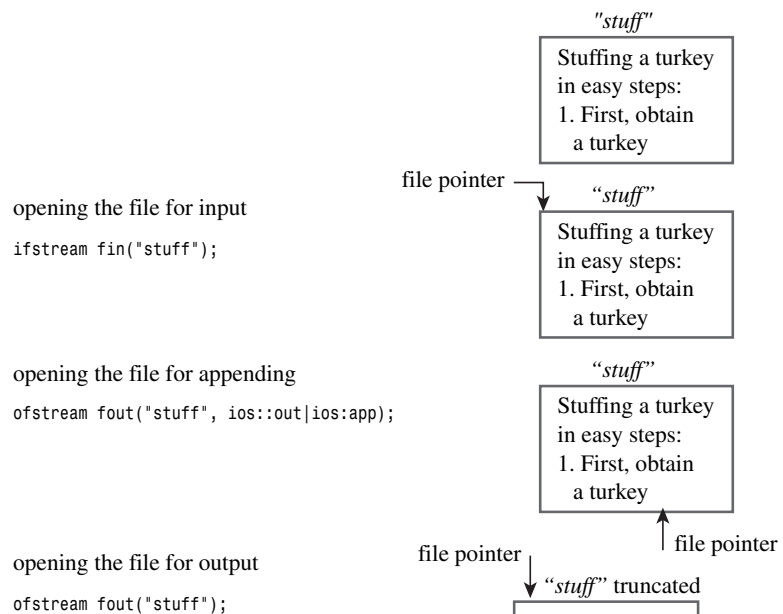 "stuff"
Stuffing a turkey
in easy steps:
1. First, obtain
a turkey
file pointer
opening the file for input
ifstream fin("stuff");
“stuff”
Stuffing a turkey
in easy steps:
1. First, obtain
a turkey
opening the file for appending
ofstream fout("stuff", ios::out|ios:app);
“stuff”
Stuffing a turkey
in easy steps:
1. First, obtain
a turkey
file pointer
opening the file for output
ofstream fout("stuff");
file pointer
“stuff” truncated